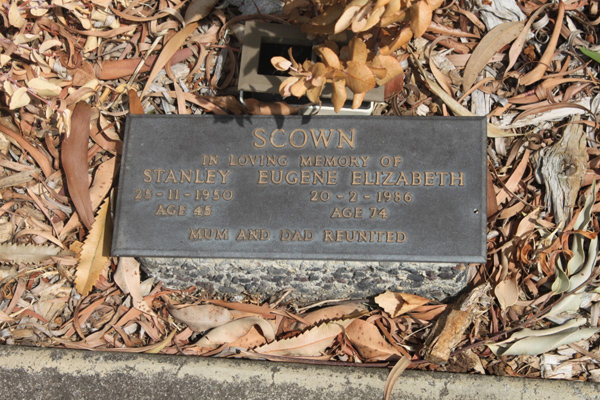 SCOWN
IN LOVING MEMORY OF
STANLEY EUGENE ELIZABETH
25-11-1950 20-2-1986
AGE 45 AGE 74
MUM AND DAD REUNITED